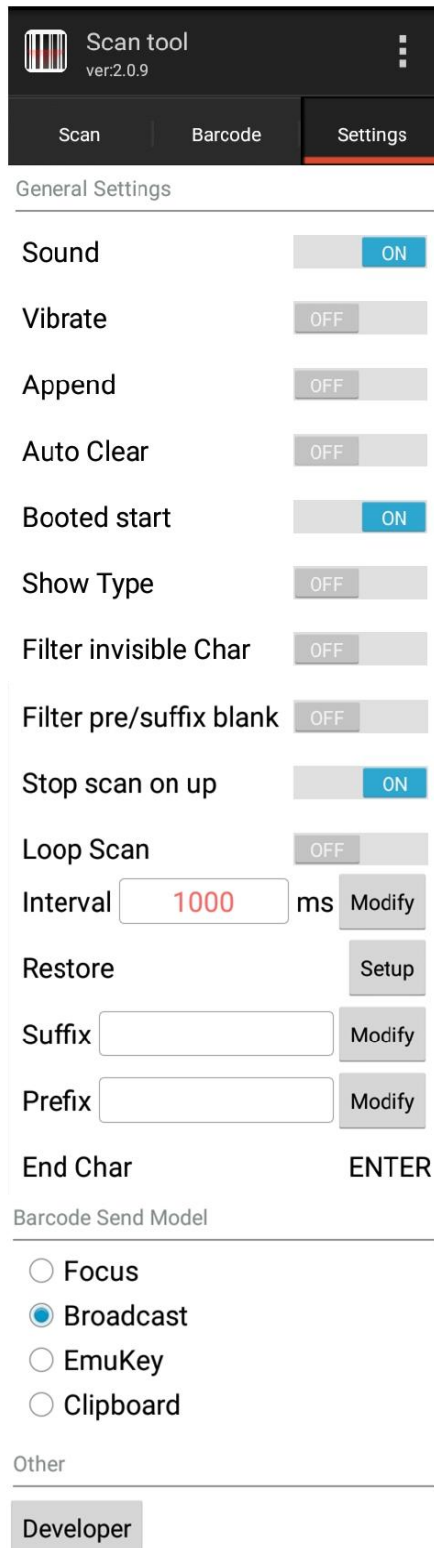 Scan tool
ver:2.0.9
Scan Barcode Settings
General Settings
Sound ON
Vibrate OFF
Append OFF
Auto Clear OFF
Booted start ON
Show Type OFF
Filter invisible Char OFF
Filter pre/suffix blank OFF
Stop scan on up ON
Loop Scan OFF
Interval 1000 ms Modify
Restore Setup
Suffix Modify
Prefix Modify
End Char ENTER
Barcode Send Model
Focus
Broadcast
EmuKey
Clipboard
Other
Developer